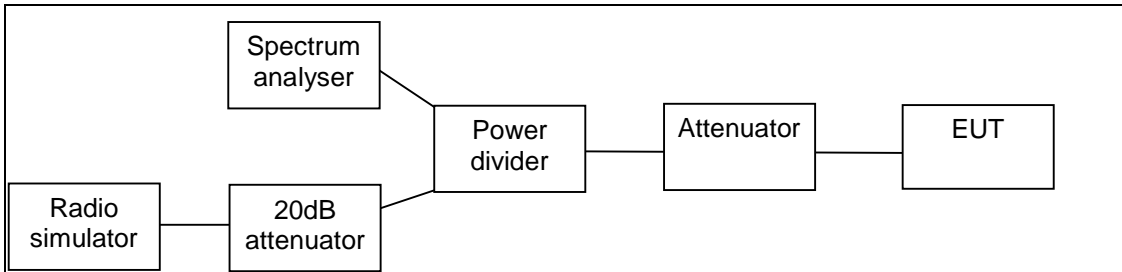 Spectrum
analyser
Power
divider
Attenuator
EUT
Radio
simulator
20dB
attenuator